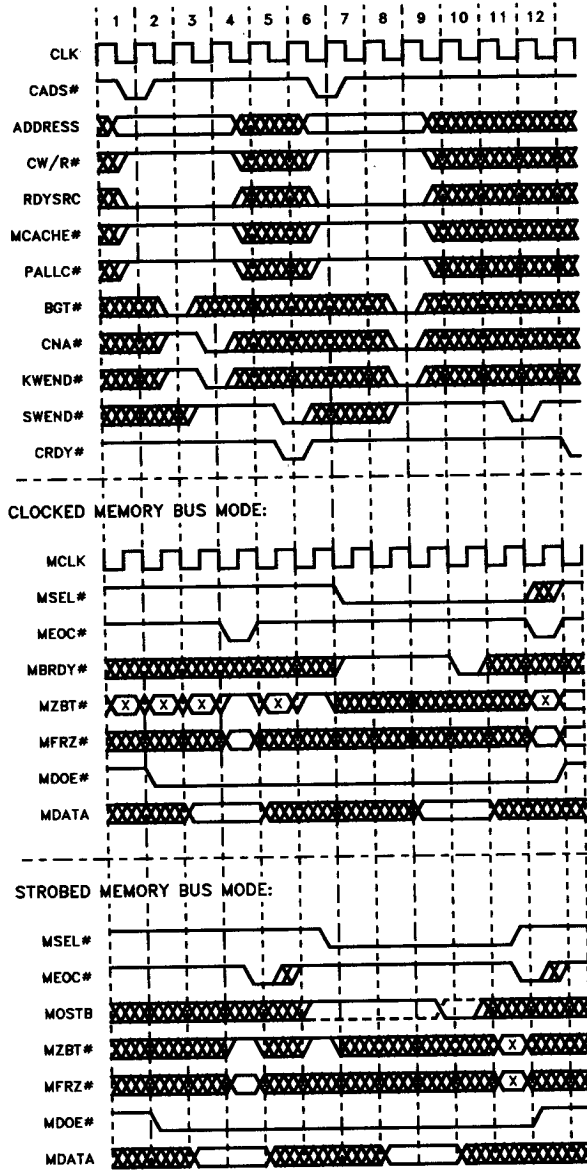 1 2 3 4 5 6 7 8 9 10 11 12
CLK
CADS#
ADDRESS
CW/R#
RDYSRC
MCACHE#
PALLC#
BGT#
CNA#
KWEND#
SWEND#
CRDY#
CLOCKED MEMORY BUS MODE:
MCLK
MSEL#
MEOC#
MBRDY#
MZBT# X X X X X
MFRZ#
MDOE#
MDATA
STROBED MEMORY BUS MODE:
MSEL#
MEOC#
MOSTB
MZBT# X
MFRZ# X
MDOE#
MDATA